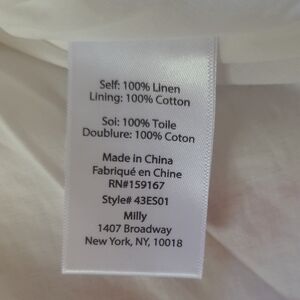 Self: 100% Linen
Lining: 100% Cotton
Soi: 100% Toile
Doublure: 100% Coton
Made in China
Fabriqué en Chine
RN#159167
Style# 43ES01
Milly
1407 Broadway
New York, NY, 10018